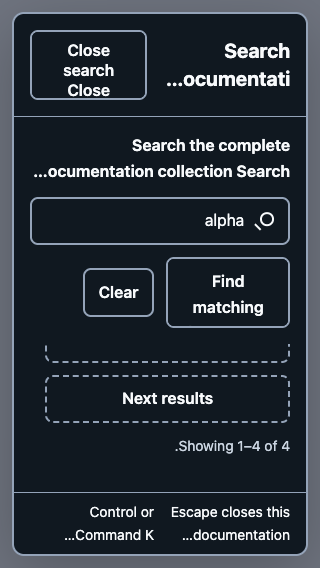 Search
...ocumentati
Close
search
Close
Search the complete
...ocumentation collection Search
alpha
Find
matching
Clear
Next results
.Showing 1–4 of 4
Escape closes this
...documentation
Control or
...Command K